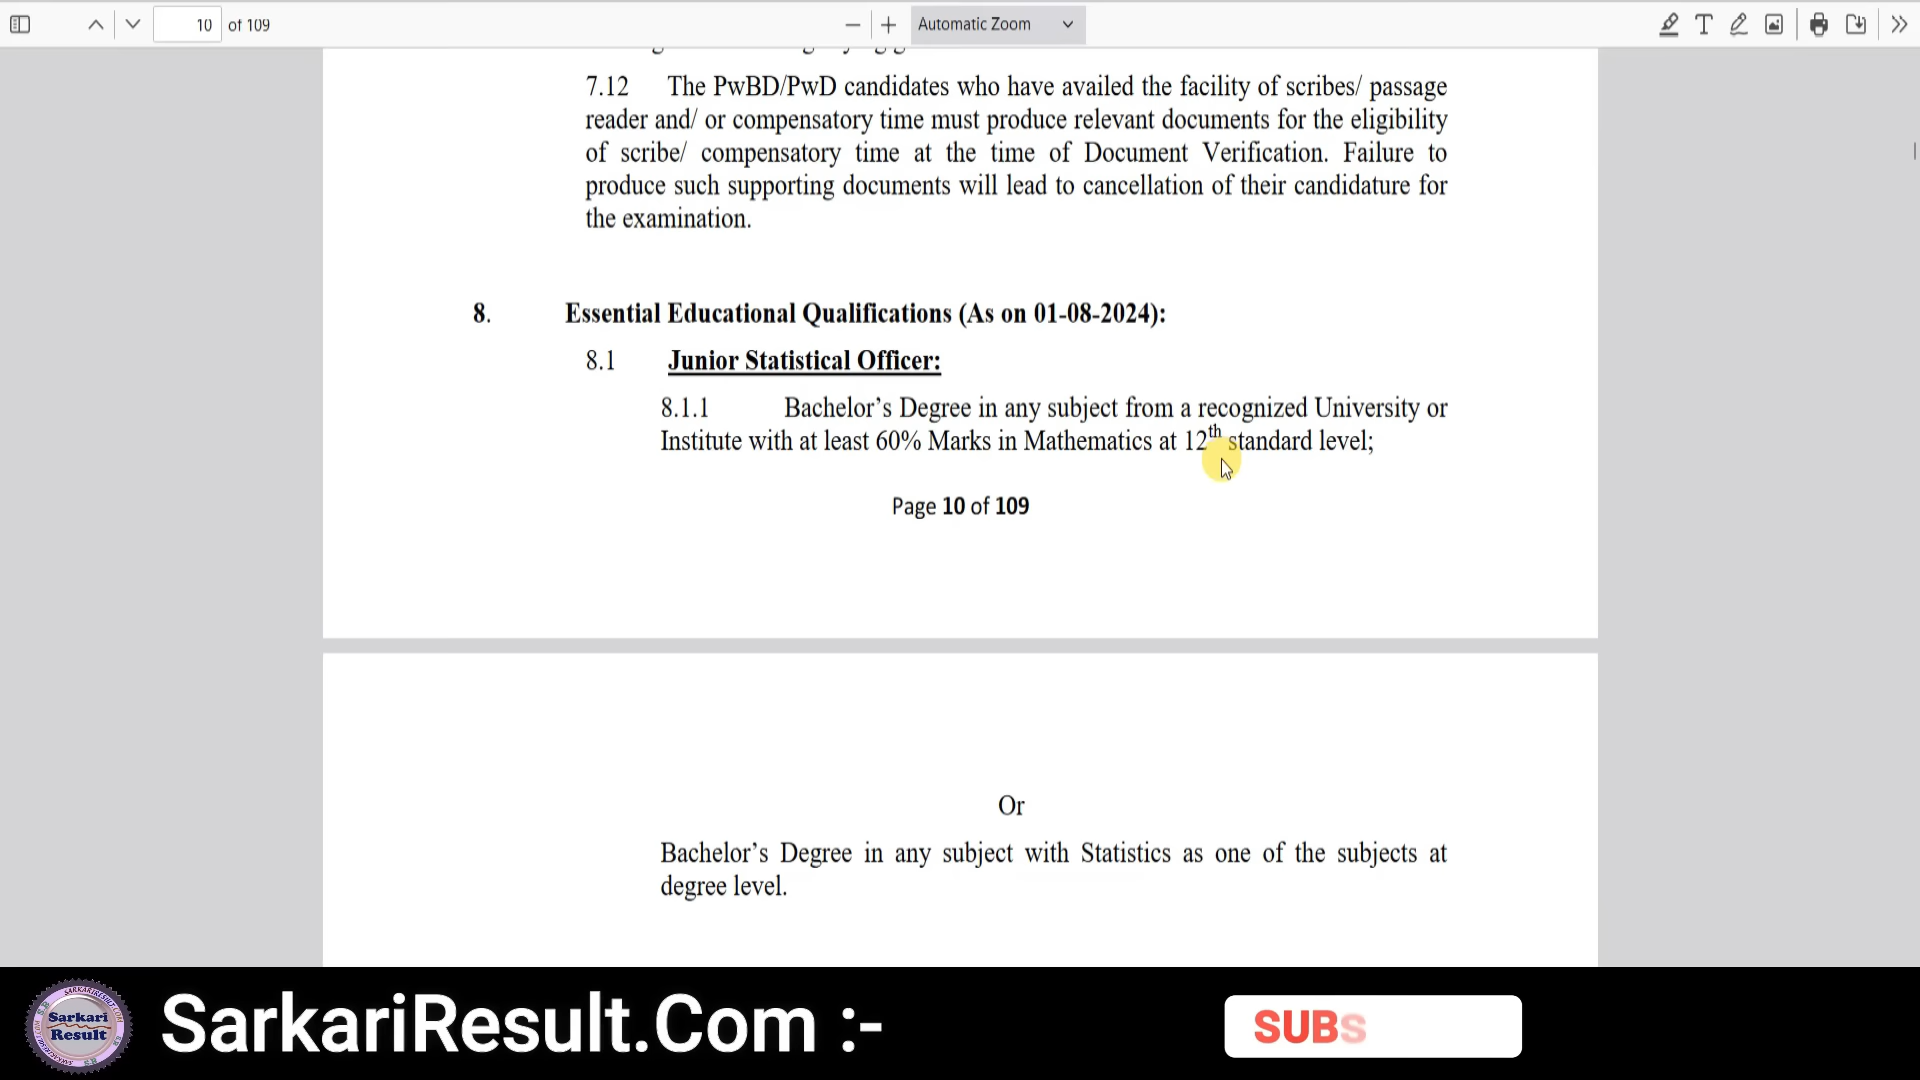 10 of 109
Automatic Zoom
7.12 The PwBD/PwD candidates who have availed the facility of scribes/ passage
reader and/ or compensatory time must produce relevant documents for the eligibility
of scribe/ compensatory time at the time of Document Verification. Failure to
produce such supporting documents will lead to cancellation of their candidature for
the examination.
8. Essential Educational Qualifications (As on 01-08-2024):
8.1 Junior Statistical Officer:
8.1.1 Bachelor’s Degree in any subject from a recognized University or
Institute with at least 60% Marks in Mathematics at 12th standard level;
Page 10 of 109
Or
Bachelor’s Degree in any subject with Statistics as one of the subjects at
degree level.
Sarkari
Result
SarkariResult.Com :-
SUBS